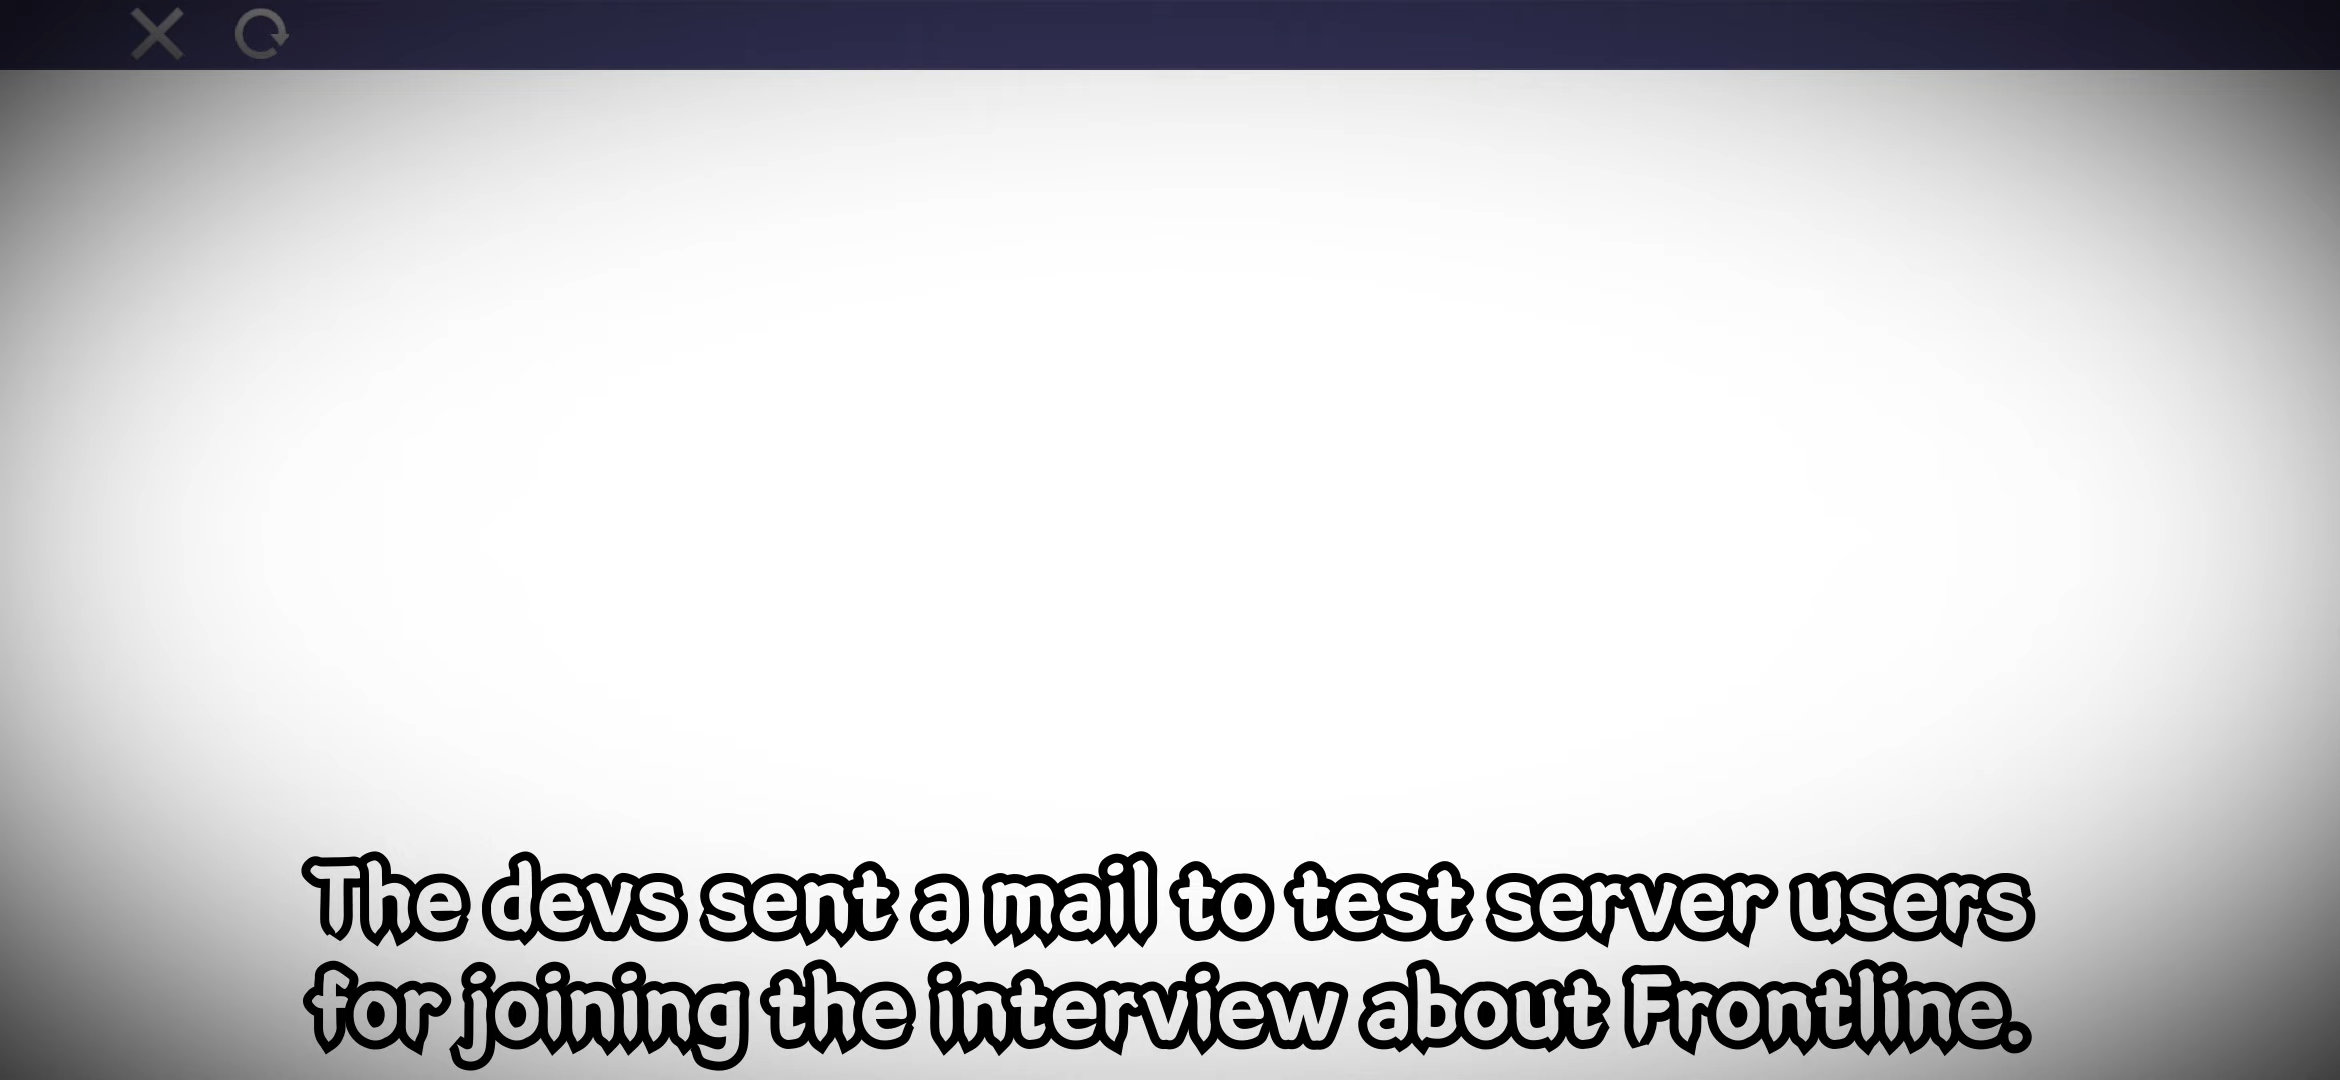 The devs sent a mail to test server users
for joining the interview about Frontline.